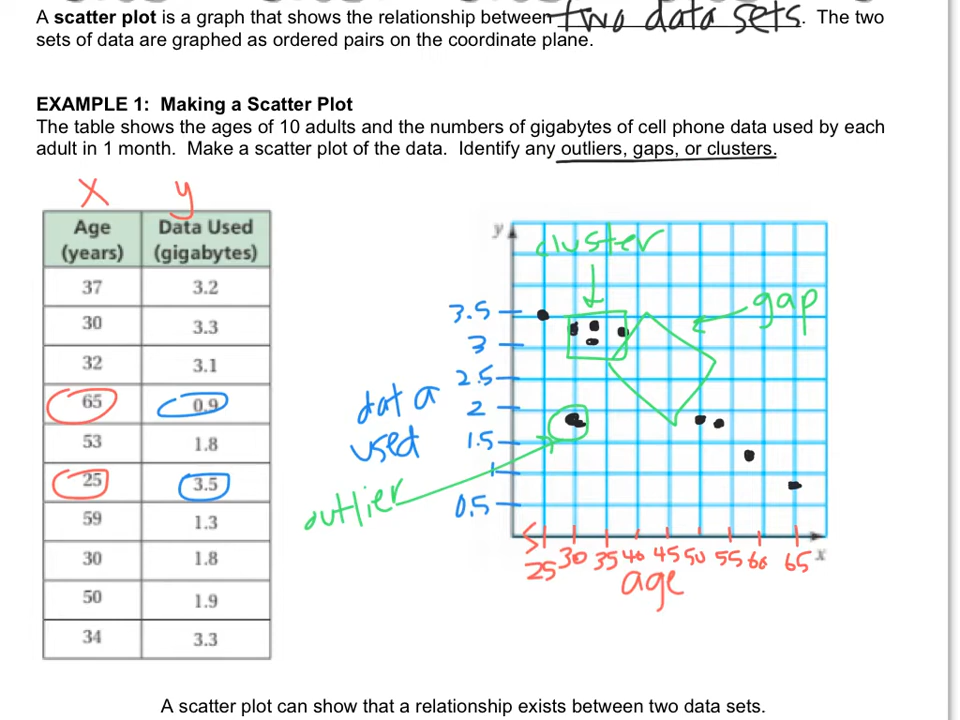 A scatter plot is a graph that shows the relationship between two data sets. The two
sets of data are graphed as ordered pairs on the coordinate plane.
EXAMPLE 1: Making a Scatter Plot
The table shows the ages of 10 adults and the numbers of gigabytes of cell phone data used by each
adult in 1 month. Make a scatter plot of the data. Identify any outliers, gaps, or clusters.
x y
Age (years) Data Used (gigabytes)
37 3.2
30 3.3
32 3.1
65 0.9
53 1.8
25 3.5
59 1.3
30 1.8
50 1.9
34 3.3
y
cluster
gap
3.5
3
2.5
2
1.5
1
0.5
data
used
outlier
25 30 35 40 45 50 55 60 65 x
age
A scatter plot can show that a relationship exists between two data sets.